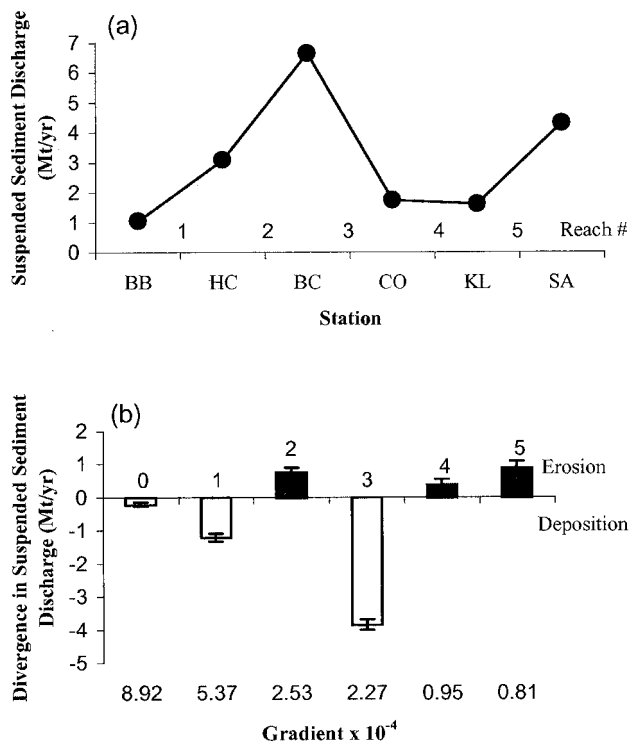 (a)
Suspended Sediment Discharge
(Mt/yr)
7
6
5
4
3
2
1
0
1 2 3 4 5 Reach #
BB HC BC CO KL SA
Station
(b)
Divergence in Suspended Sediment
Discharge (Mt/yr)
2
1
0
-1
-2
-3
-4
-5
0 1 2 3 4 5
Erosion
Deposition
8.92 5.37 2.53 2.27 0.95 0.81
Gradient x 10-4